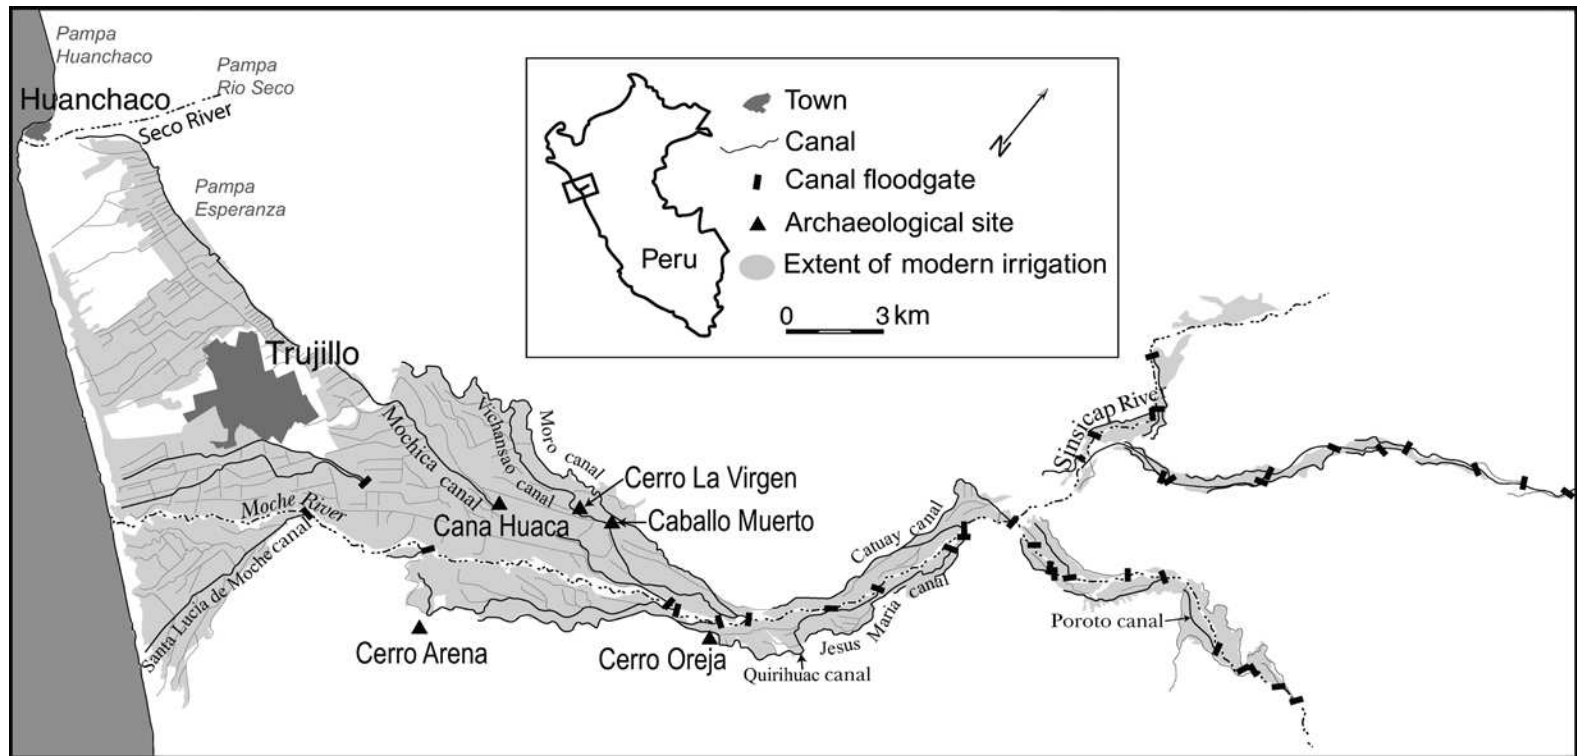 Pampa
Huanchaco
Pampa
Rio Seco
Huanchaco
Seco River
Pampa
Esperanza
Town
Canal
Canal floodgate
Archaeological site
Extent of modern irrigation
Peru
0 3 km
N
Trujillo
Mochica
canal
Vichansao
canal
Moro
canal
Cerro La Virgen
Caballo Muerto
Cana Huaca
Moche River
Santa Lucía de Moche canal
Cerro Arena
Cerro Oreja
Catuay canal
Jesus Maria canal
Quirihuac canal
Sinsicap Rive
Poroto canal